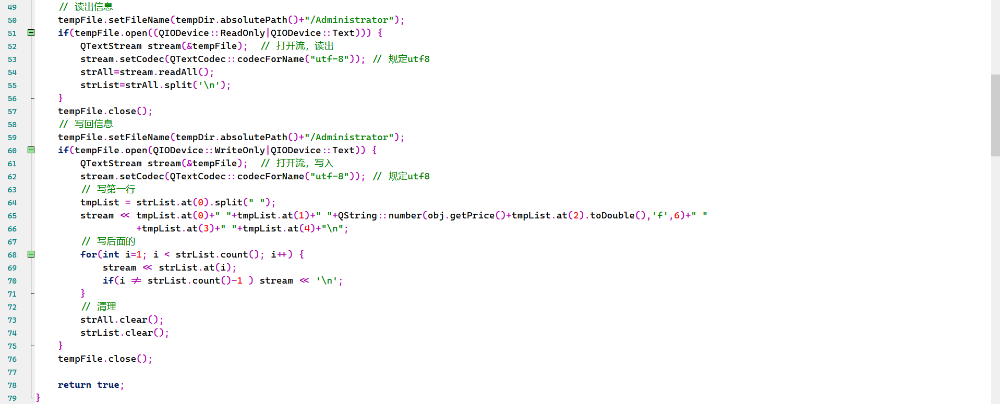 49 // 读出信息
50 tempFile.setFileName(tempDir.absolutePath()+"/Administrator");
51 if(tempFile.open((QIODevice::ReadOnly|QIODevice::Text))) {
52 QTextStream stream(&tempFile); // 打开流，读出
53 stream.setCodec(QTextCodec::codecForName("utf-8")); // 规定utf8
54 strAll=stream.readAll();
55 strList=strAll.split('\n');
56 }
57 tempFile.close();
58 // 写回信息
59 tempFile.setFileName(tempDir.absolutePath()+"/Administrator");
60 if(tempFile.open(QIODevice::WriteOnly|QIODevice::Text)) {
61 QTextStream stream(&tempFile); // 打开流，写入
62 stream.setCodec(QTextCodec::codecForName("utf-8")); // 规定utf8
63 // 写第一行
64 tmpList = strList.at(0).split(" ");
65 stream << tmpList.at(0)+" "+tmpList.at(1)+" "+QString::number(obj.getPrice()+tmpList.at(2).toDouble(),'f',6)+" "
66 +tmpList.at(3)+" "+tmpList.at(4)+"\n";
67 // 写后面的
68 for(int i=1; i < strList.count(); i++) {
69 stream << strList.at(i);
70 if(i != strList.count()-1 ) stream << '\n';
71 }
72 // 清理
73 strAll.clear();
74 strList.clear();
75 }
76 tempFile.close();
77
78 return true;
79 }